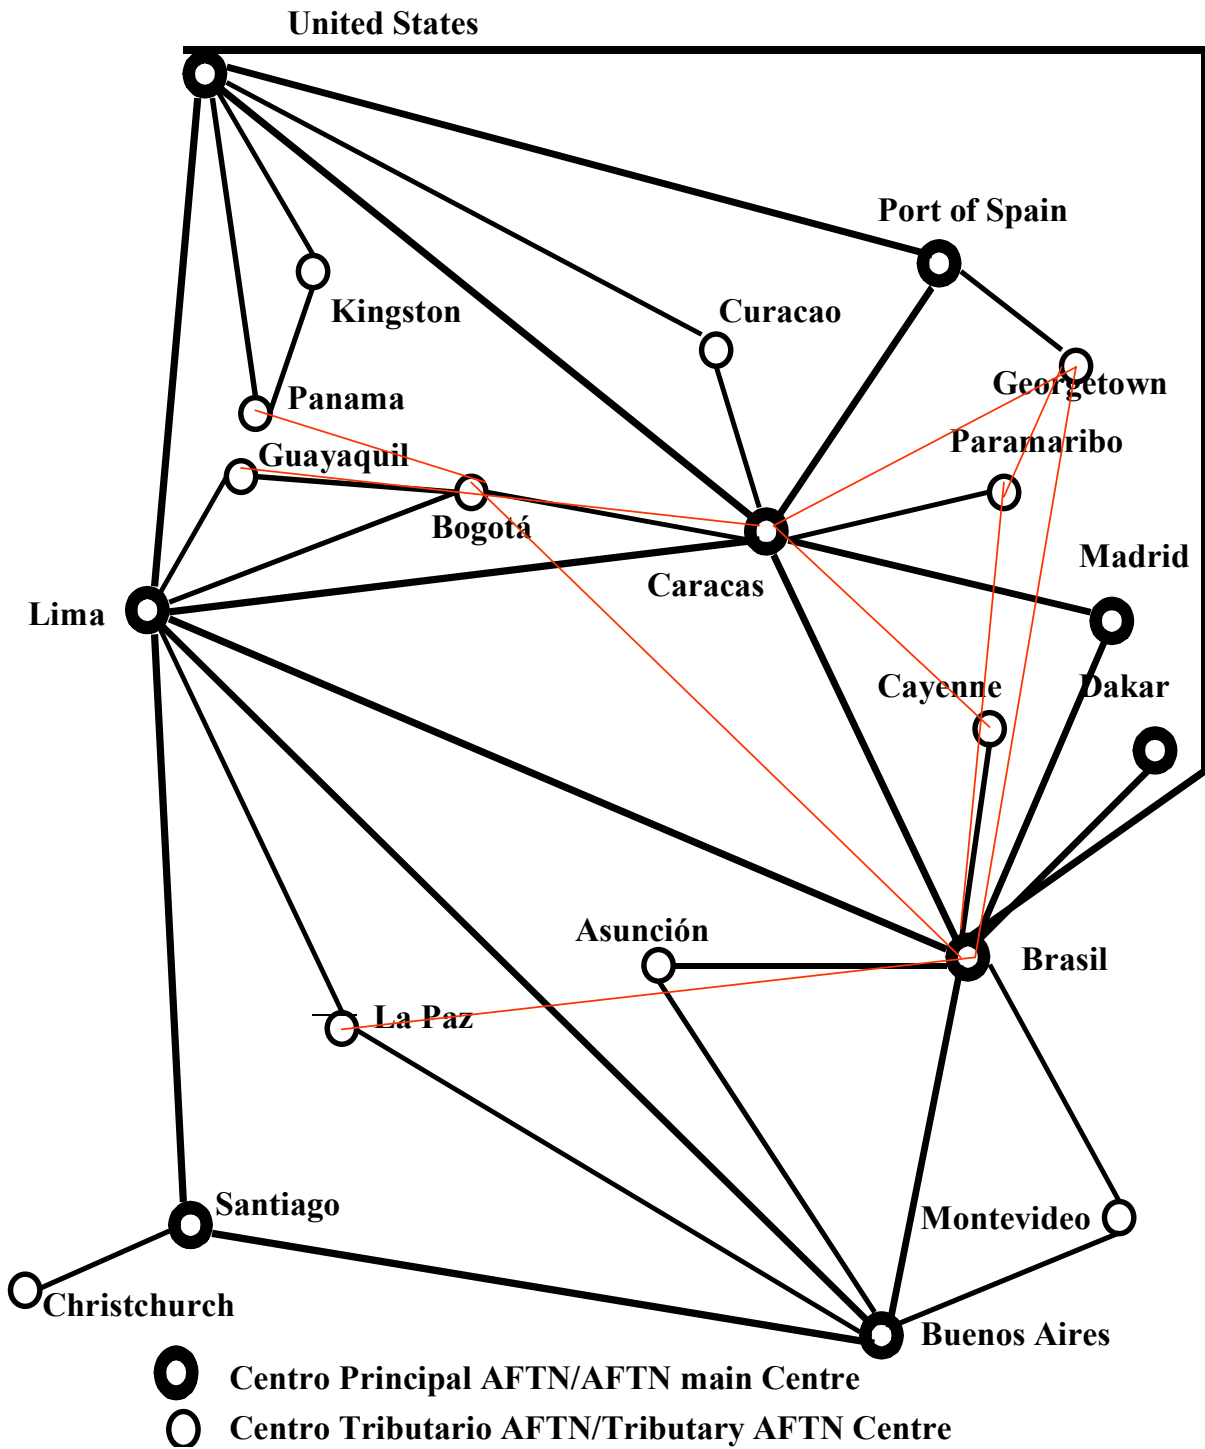 United States
Port of Spain
Kingston
Curacao
Georgetown
Panama
Paramaribo
Guayaquil
Bogotá
Madrid
Caracas
Lima
Cayenne
Dakar
Asunción
Brasil
La Paz
Santiago
Montevideo
Christchurch
Buenos Aires
Centro Principal AFTN/AFTN main Centre
Centro Tributario AFTN/Tributary AFTN Centre